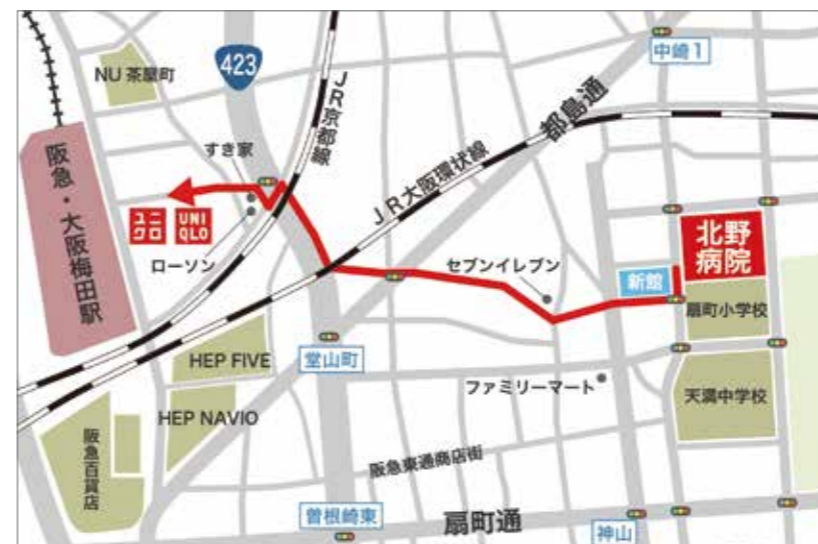 中崎1
NU 茶屋町
423
JR京都線
都島通
すき家
阪急・大阪梅田駅
JR大阪環状線
ユニ
クロ
UNI
QLO
北野
病院
ローソン
セブンイレブン
新館
扇町小学校
HEP FIVE
堂山町
ファミリーマート
天満中学校
HEP NAVIO
阪急百貨店
阪急東通商店街
曽根崎東
扇町通
神山